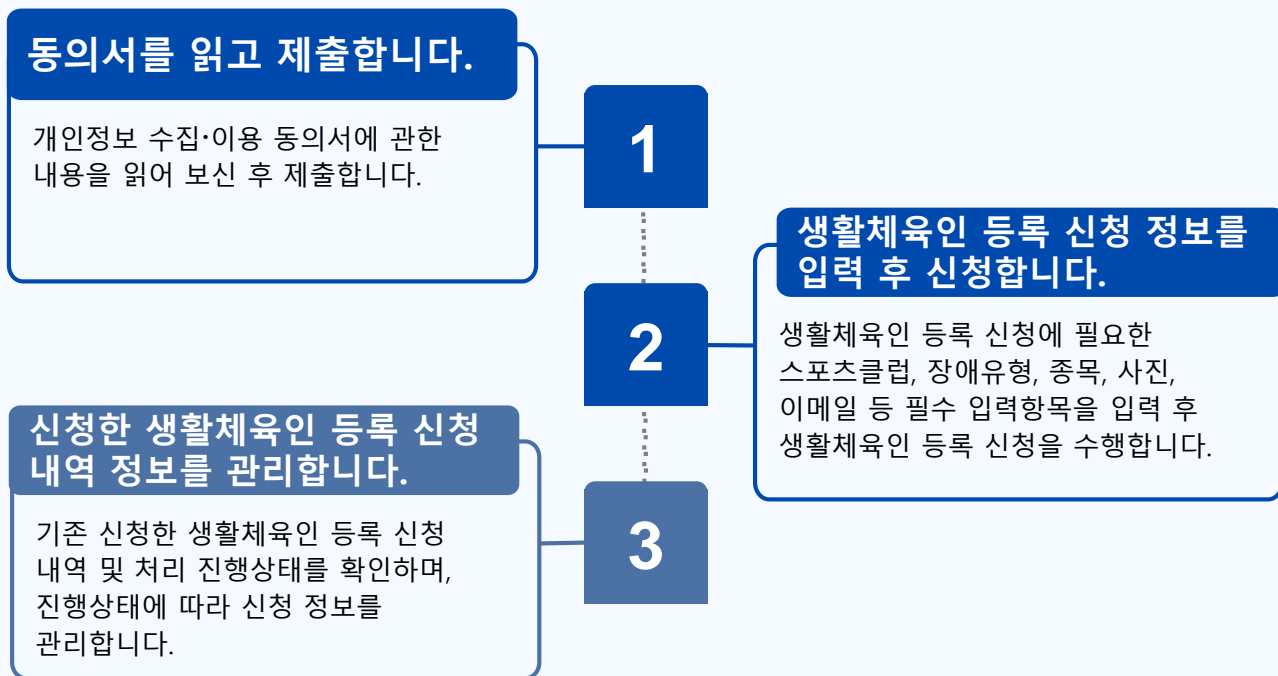 동의서를 읽고 제출합니다.
개인정보 수집·이용 동의서에 관한
내용을 읽어 보신 후 제출합니다.
1
생활체육인 등록 신청 정보를
입력 후 신청합니다.
생활체육인 등록 신청에 필요한
스포츠클럽, 장애유형, 종목, 사진,
이메일 등 필수 입력항목을 입력 후
생활체육인 등록 신청을 수행합니다.
2
신청한 생활체육인 등록 신청
내역 정보를 관리합니다.
기존 신청한 생활체육인 등록 신청
내역 및 처리 진행상태를 확인하며,
진행상태에 따라 신청 정보를
관리합니다.
3